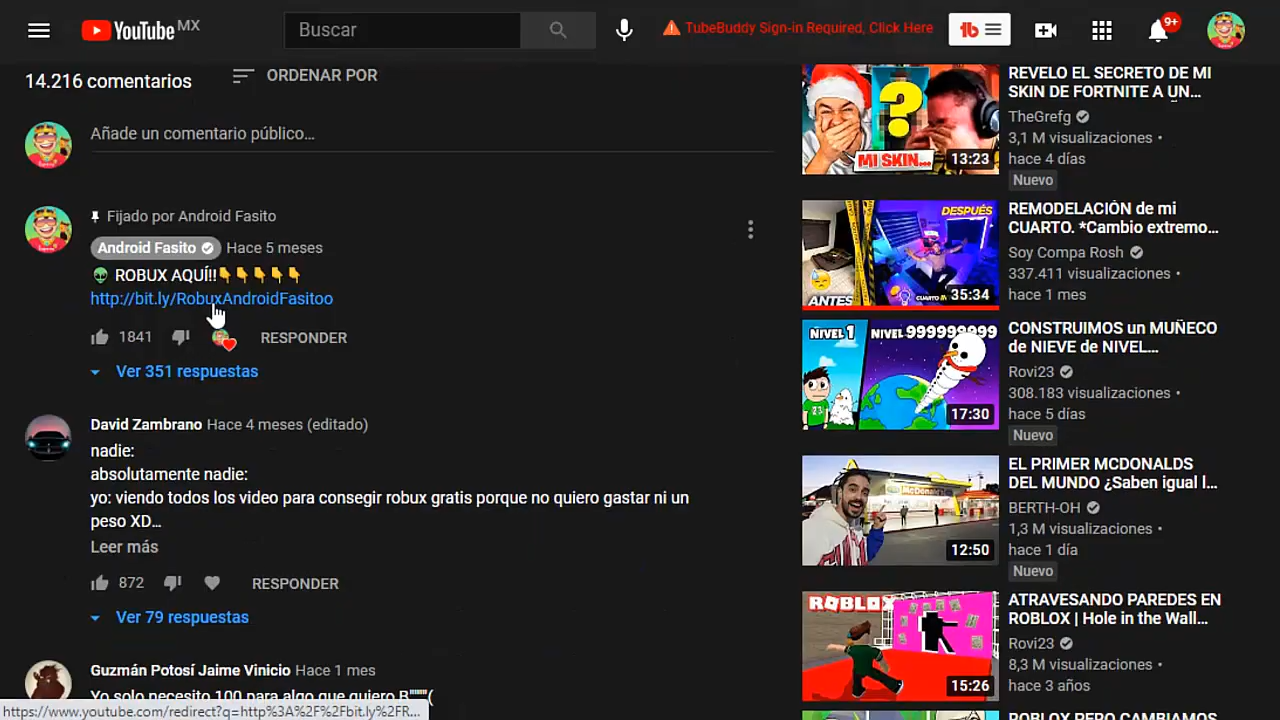 YouTube MX
Buscar
TubeBuddy Sign-in Required, Click Here
tb
9+
14.216 comentarios
ORDENAR POR
Añade un comentario público...
Fijado por Android Fasito
Android Fasito Hace 5 meses
👽 ROBUX AQUÍ!!👇👇👇👇👇
http://bit.ly/RobuxAndroidFasitoo
1841 RESPONDER
Ver 351 respuestas
David Zambrano Hace 4 meses (editado)
nadie:
absolutamente nadie:
yo: viendo todos los video para consegir robux gratis porque no quiero gastar ni un
peso XD...
Leer más
872 RESPONDER
Ver 79 respuestas
Guzmán Potosí Jaime Vinicio Hace 1 mes
Yo solo necesito 100 para algo que quiero B""""(
https://www.youtube.com/redirect?q=http%3A%2F%2Fbit.ly%2FR...
?
MI SKIN...
13:23
REVELO EL SECRETO DE MI
SKIN DE FORTNITE A UN...
TheGrefg
3,1 M visualizaciones •
hace 4 días
Nuevo
DESPUÉS
ANTES
CUARTO
35:34
REMODELACIÓN de mi
CUARTO. *Cambio extremo...
Soy Compa Rosh
337.411 visualizaciones •
hace 1 mes
NIVEL 1
NIVEL 999999999
17:30
CONSTRUIMOS un MUÑECO
de NIEVE de NIVEL...
Rovi23
308.183 visualizaciones •
hace 5 días
Nuevo
12:50
EL PRIMER MCDONALDS
DEL MUNDO ¿Saben igual l...
BERTH-OH
1,3 M visualizaciones •
hace 1 día
Nuevo
ROBLOX
15:26
ATRAVESANDO PAREDES EN
ROBLOX | Hole in the Wall...
Rovi23
8,3 M visualizaciones •
hace 3 años
ROBLOX PERO CAMBIAMOS